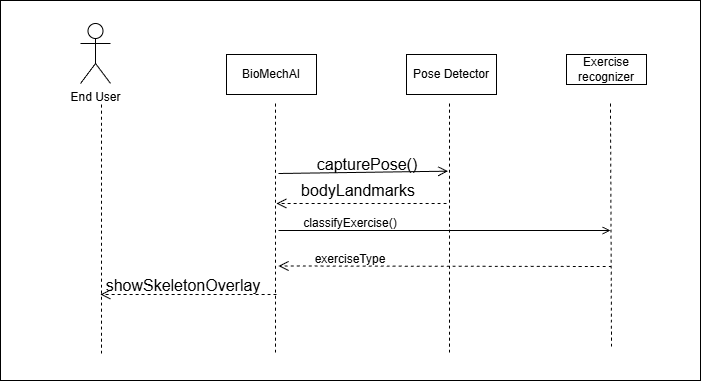 End User
BioMechAI
Pose Detector
Exercise
recognizer
capturePose()
bodyLandmarks
classifyExercise()
exerciseType
showSkeletonOverlay